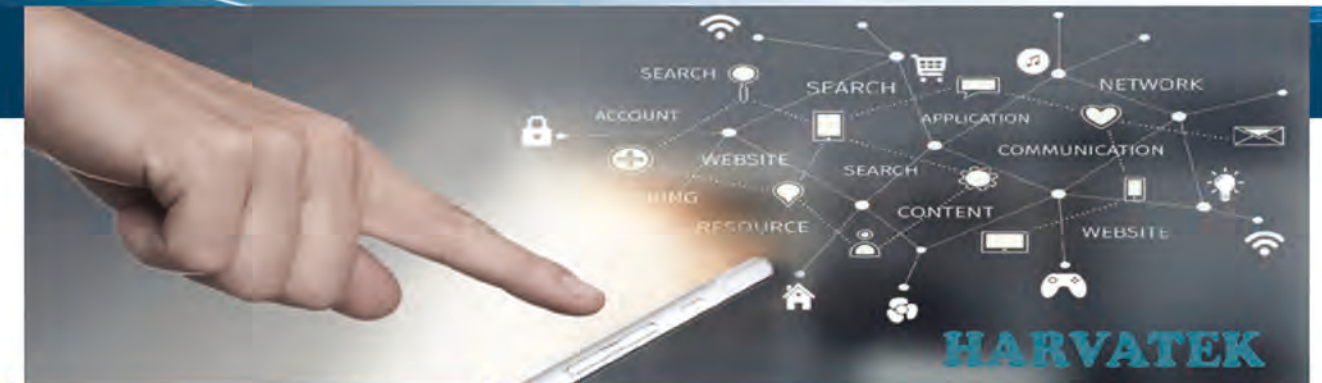 SEARCH
SEARCH
NETWORK
ACCOUNT
APPLICATION
WEBSITE
COMMUNICATION
SEARCH
CONTENT
RESOURCE
WEBSITE
HARVATEK